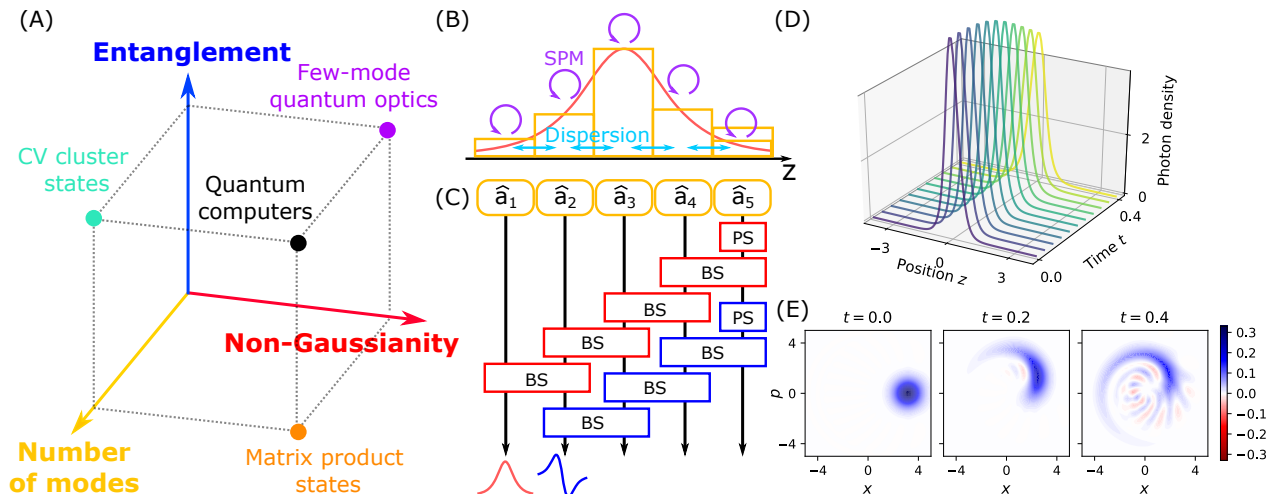 (A)
Entanglement
Few-mode
quantum optics
CV cluster
states
Quantum
computers
Non-Gaussianity
Number
of modes
Matrix product
states
(B)
SPM
Dispersion
z
(C)
â₁ â₂ â₃ â₄ â₅
PS
BS
BS
PS
BS
BS
BS
BS
BS
(D)
Photon density
2
0
Time t
0.4
0.0
Position z
−3
0
3
(E)
t = 0.0 t = 0.2 t = 0.4
p
4
0
−4
−4 0 4
−4 0 4
−4 0 4
x x x
0.3
0.2
0.1
0.0
−0.1
−0.2
−0.3